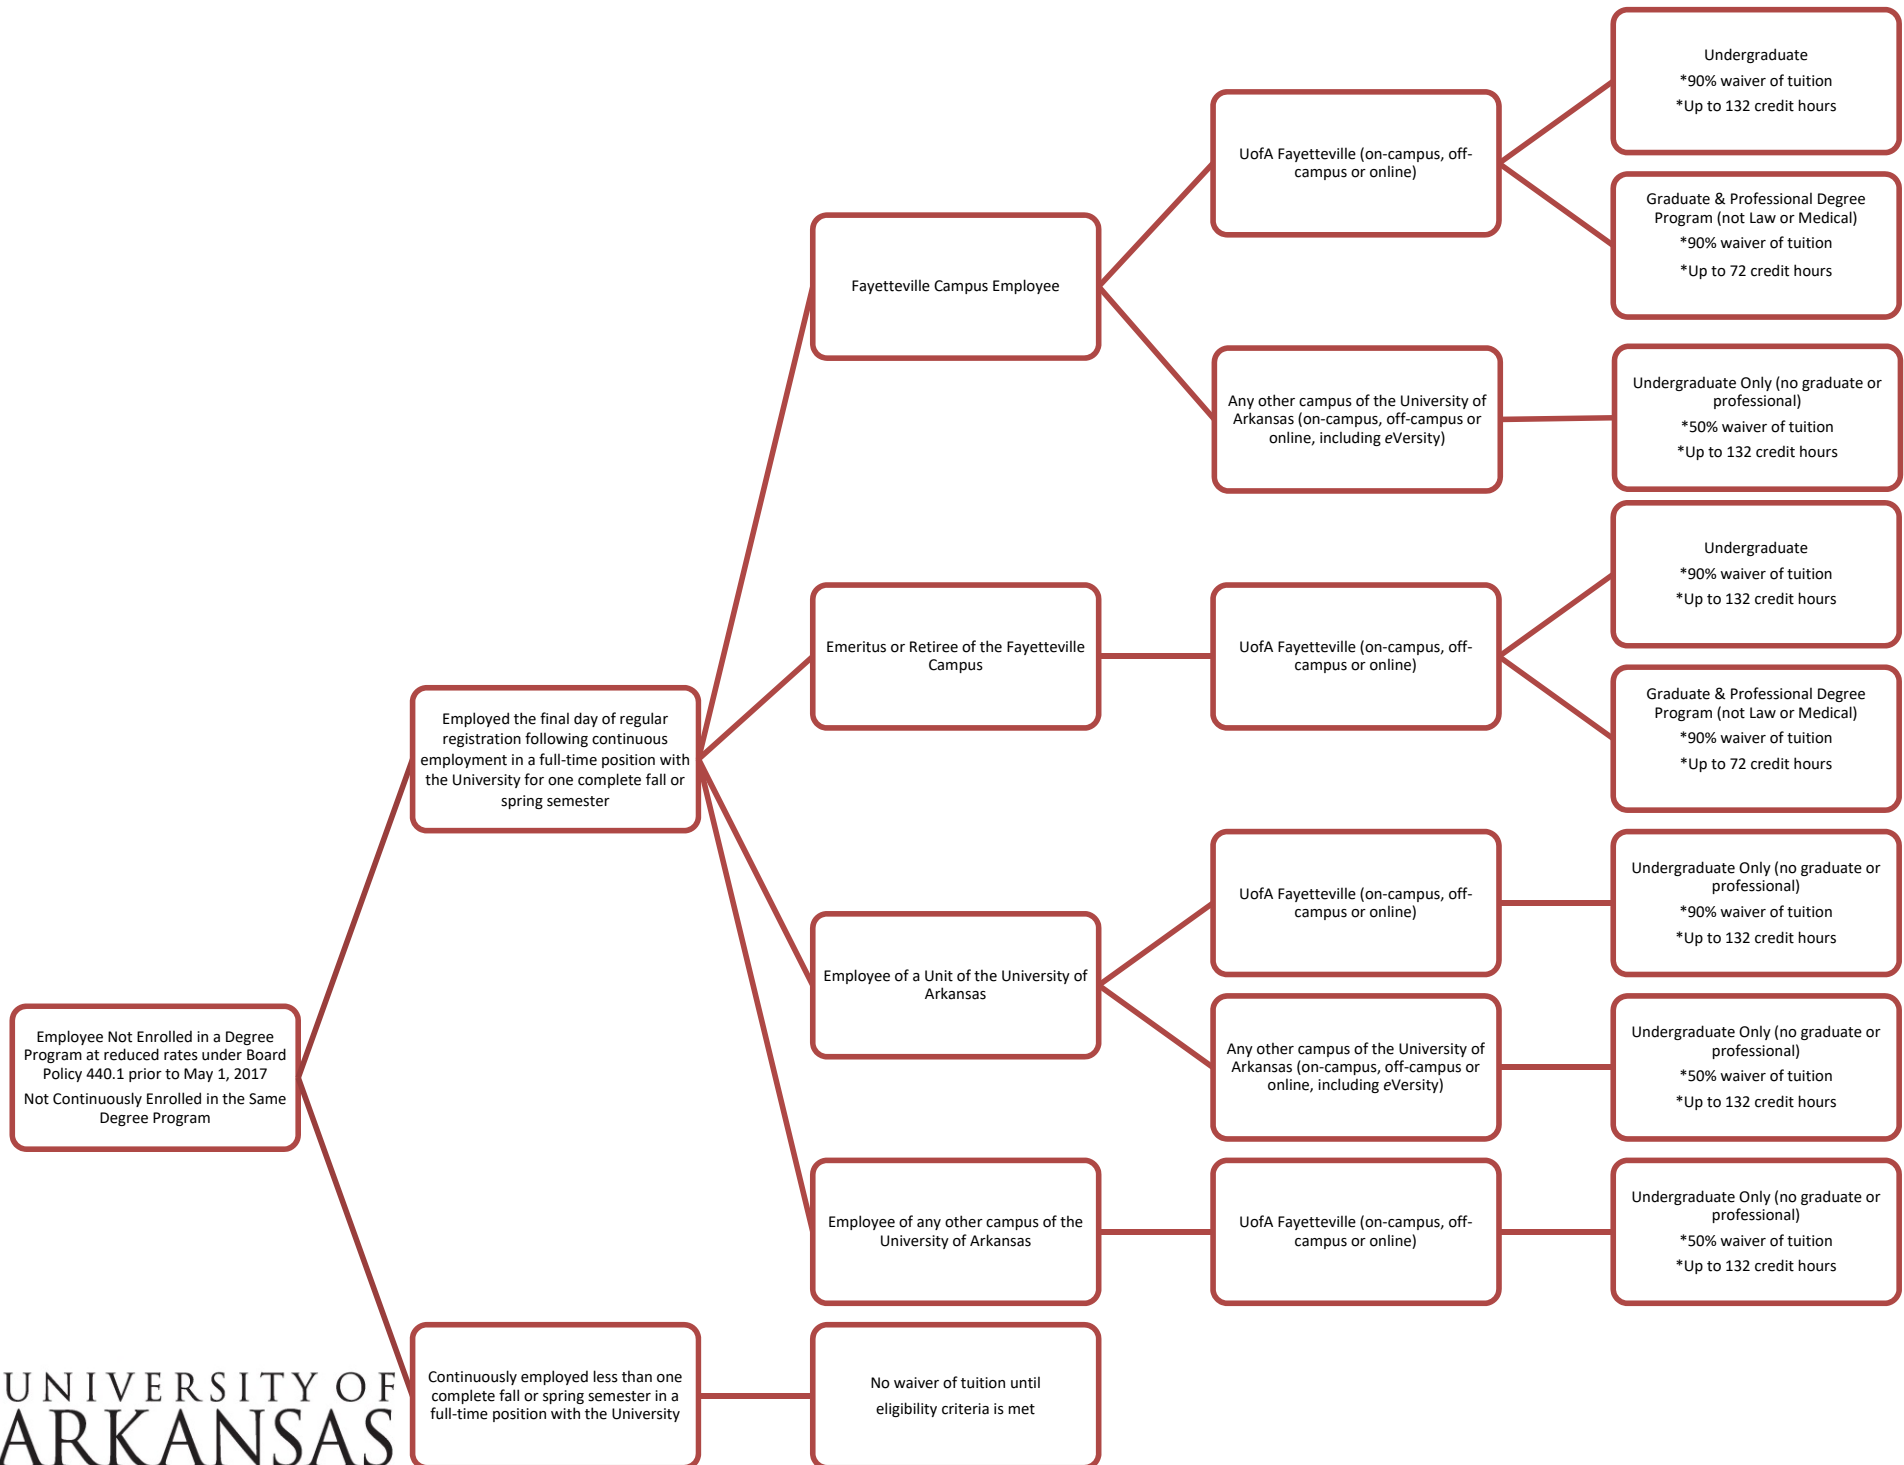 Undergraduate
*90% waiver of tuition
*Up to 132 credit hours
UofA Fayetteville (on-campus, off-
campus or online)
Graduate & Professional Degree
Program (not Law or Medical)
*90% waiver of tuition
*Up to 72 credit hours
Fayetteville Campus Employee
Any other campus of the University of
Arkansas (on-campus, off-campus or
online, including eVersity)
Undergraduate Only (no graduate or
professional)
*50% waiver of tuition
*Up to 132 credit hours
Undergraduate
*90% waiver of tuition
*Up to 132 credit hours
Emeritus or Retiree of the Fayetteville
Campus
UofA Fayetteville (on-campus, off-
campus or online)
Graduate & Professional Degree
Program (not Law or Medical)
*90% waiver of tuition
*Up to 72 credit hours
Employed the final day of regular
registration following continuous
employment in a full-time position with
the University for one complete fall or
spring semester
UofA Fayetteville (on-campus, off-
campus or online)
Undergraduate Only (no graduate or
professional)
*90% waiver of tuition
*Up to 132 credit hours
Employee of a Unit of the University of
Arkansas
Any other campus of the University of
Arkansas (on-campus, off-campus or
online, including eVersity)
Undergraduate Only (no graduate or
professional)
*50% waiver of tuition
*Up to 132 credit hours
Employee Not Enrolled in a Degree
Program at reduced rates under Board
Policy 440.1 prior to May 1, 2017
Not Continuously Enrolled in the Same
Degree Program
Employee of any other campus of the
University of Arkansas
UofA Fayetteville (on-campus, off-
campus or online)
Undergraduate Only (no graduate or
professional)
*50% waiver of tuition
*Up to 132 credit hours
Continuously employed less than one
complete fall or spring semester in a
full-time position with the University
No waiver of tuition until
eligibility criteria is met
UNIVERSITY OF
ARKANSAS